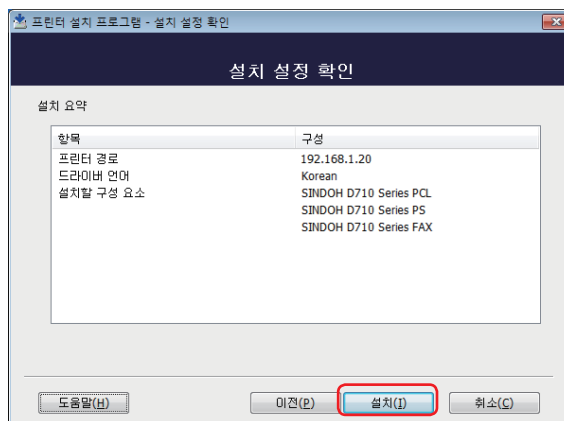 프린터 설치 프로그램 - 설치 설정 확인
설치 설정 확인
설치 요약
항목 구성
프린터 경로 192.168.1.20
드라이버 언어 Korean
설치할 구성 요소 SINDOH D710 Series PCL
SINDOH D710 Series PS
SINDOH D710 Series FAX
도움말(H) 이전(P) 설치(I) 취소(C)